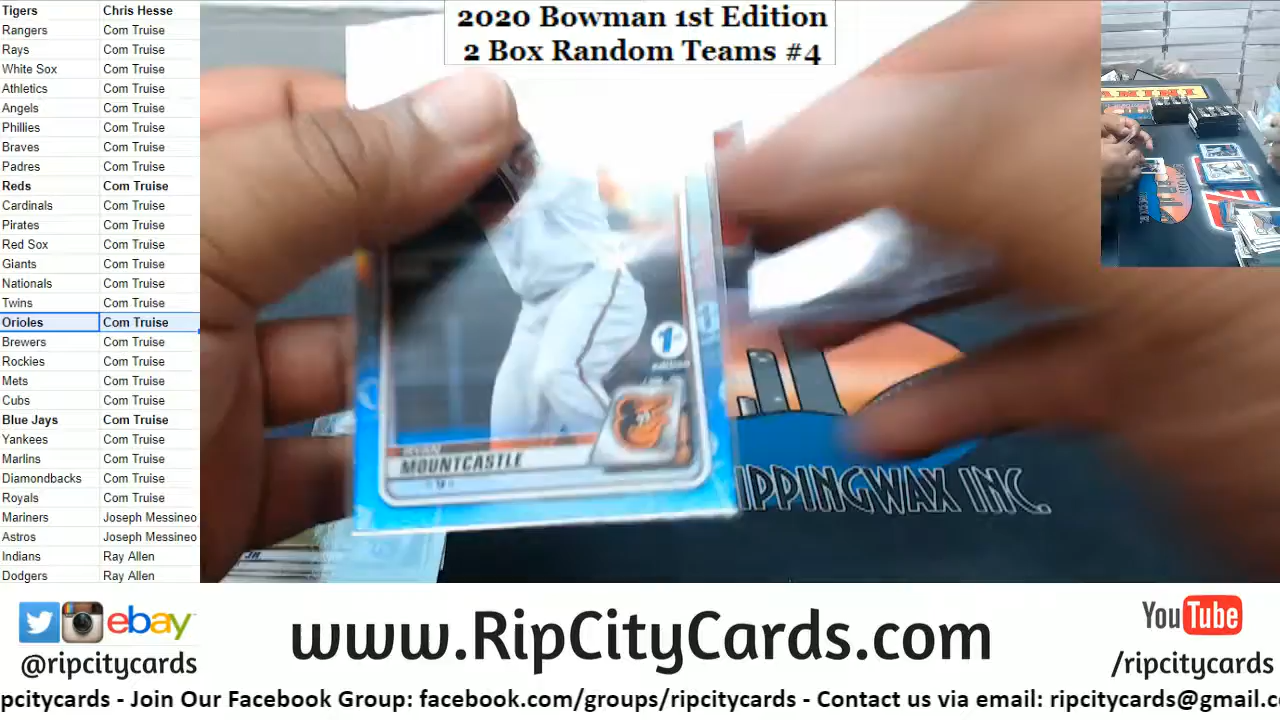 2020 Bowman 1st Edition
2 Box Random Teams #4
Tigers Chris Hesse
Rangers Com Truise
Rays Com Truise
White Sox Com Truise
Athletics Com Truise
Angels Com Truise
Phillies Com Truise
Braves Com Truise
Padres Com Truise
Reds Com Truise
Cardinals Com Truise
Pirates Com Truise
Red Sox Com Truise
Giants Com Truise
Nationals Com Truise
Twins Com Truise
Orioles Com Truise
Brewers Com Truise
Rockies Com Truise
Mets Com Truise
Cubs Com Truise
Blue Jays Com Truise
Yankees Com Truise
Marlins Com Truise
Diamondbacks Com Truise
Royals Com Truise
Mariners Joseph Messineo
Astros Joseph Messineo
Indians Ray Allen
Dodgers Ray Allen
1st
edition
MOUNTCASTLE
IPPINGWAX INC.
JR
PANINI
ebay
@ripcitycards
www.RipCityCards.com
YouTube
/ripcitycards
pcitycards - Join Our Facebook Group: facebook.com/groups/ripcitycards - Contact us via email: ripcitycards@gmail.c